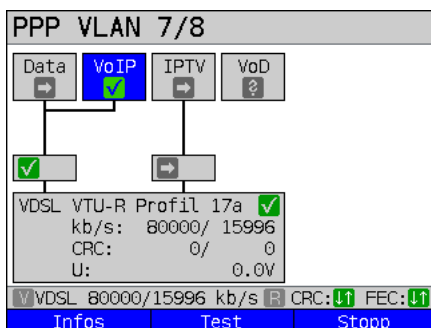 PPP VLAN 7/8
Data VoIP IPTV VoD
?
VDSL VTU-R Profil 17a
kb/s: 80000/ 15996
CRC: 0/ 0
U: 0.0V
V VDSL 80000/15996 kb/s R CRC: FEC:
Infos Test Stopp